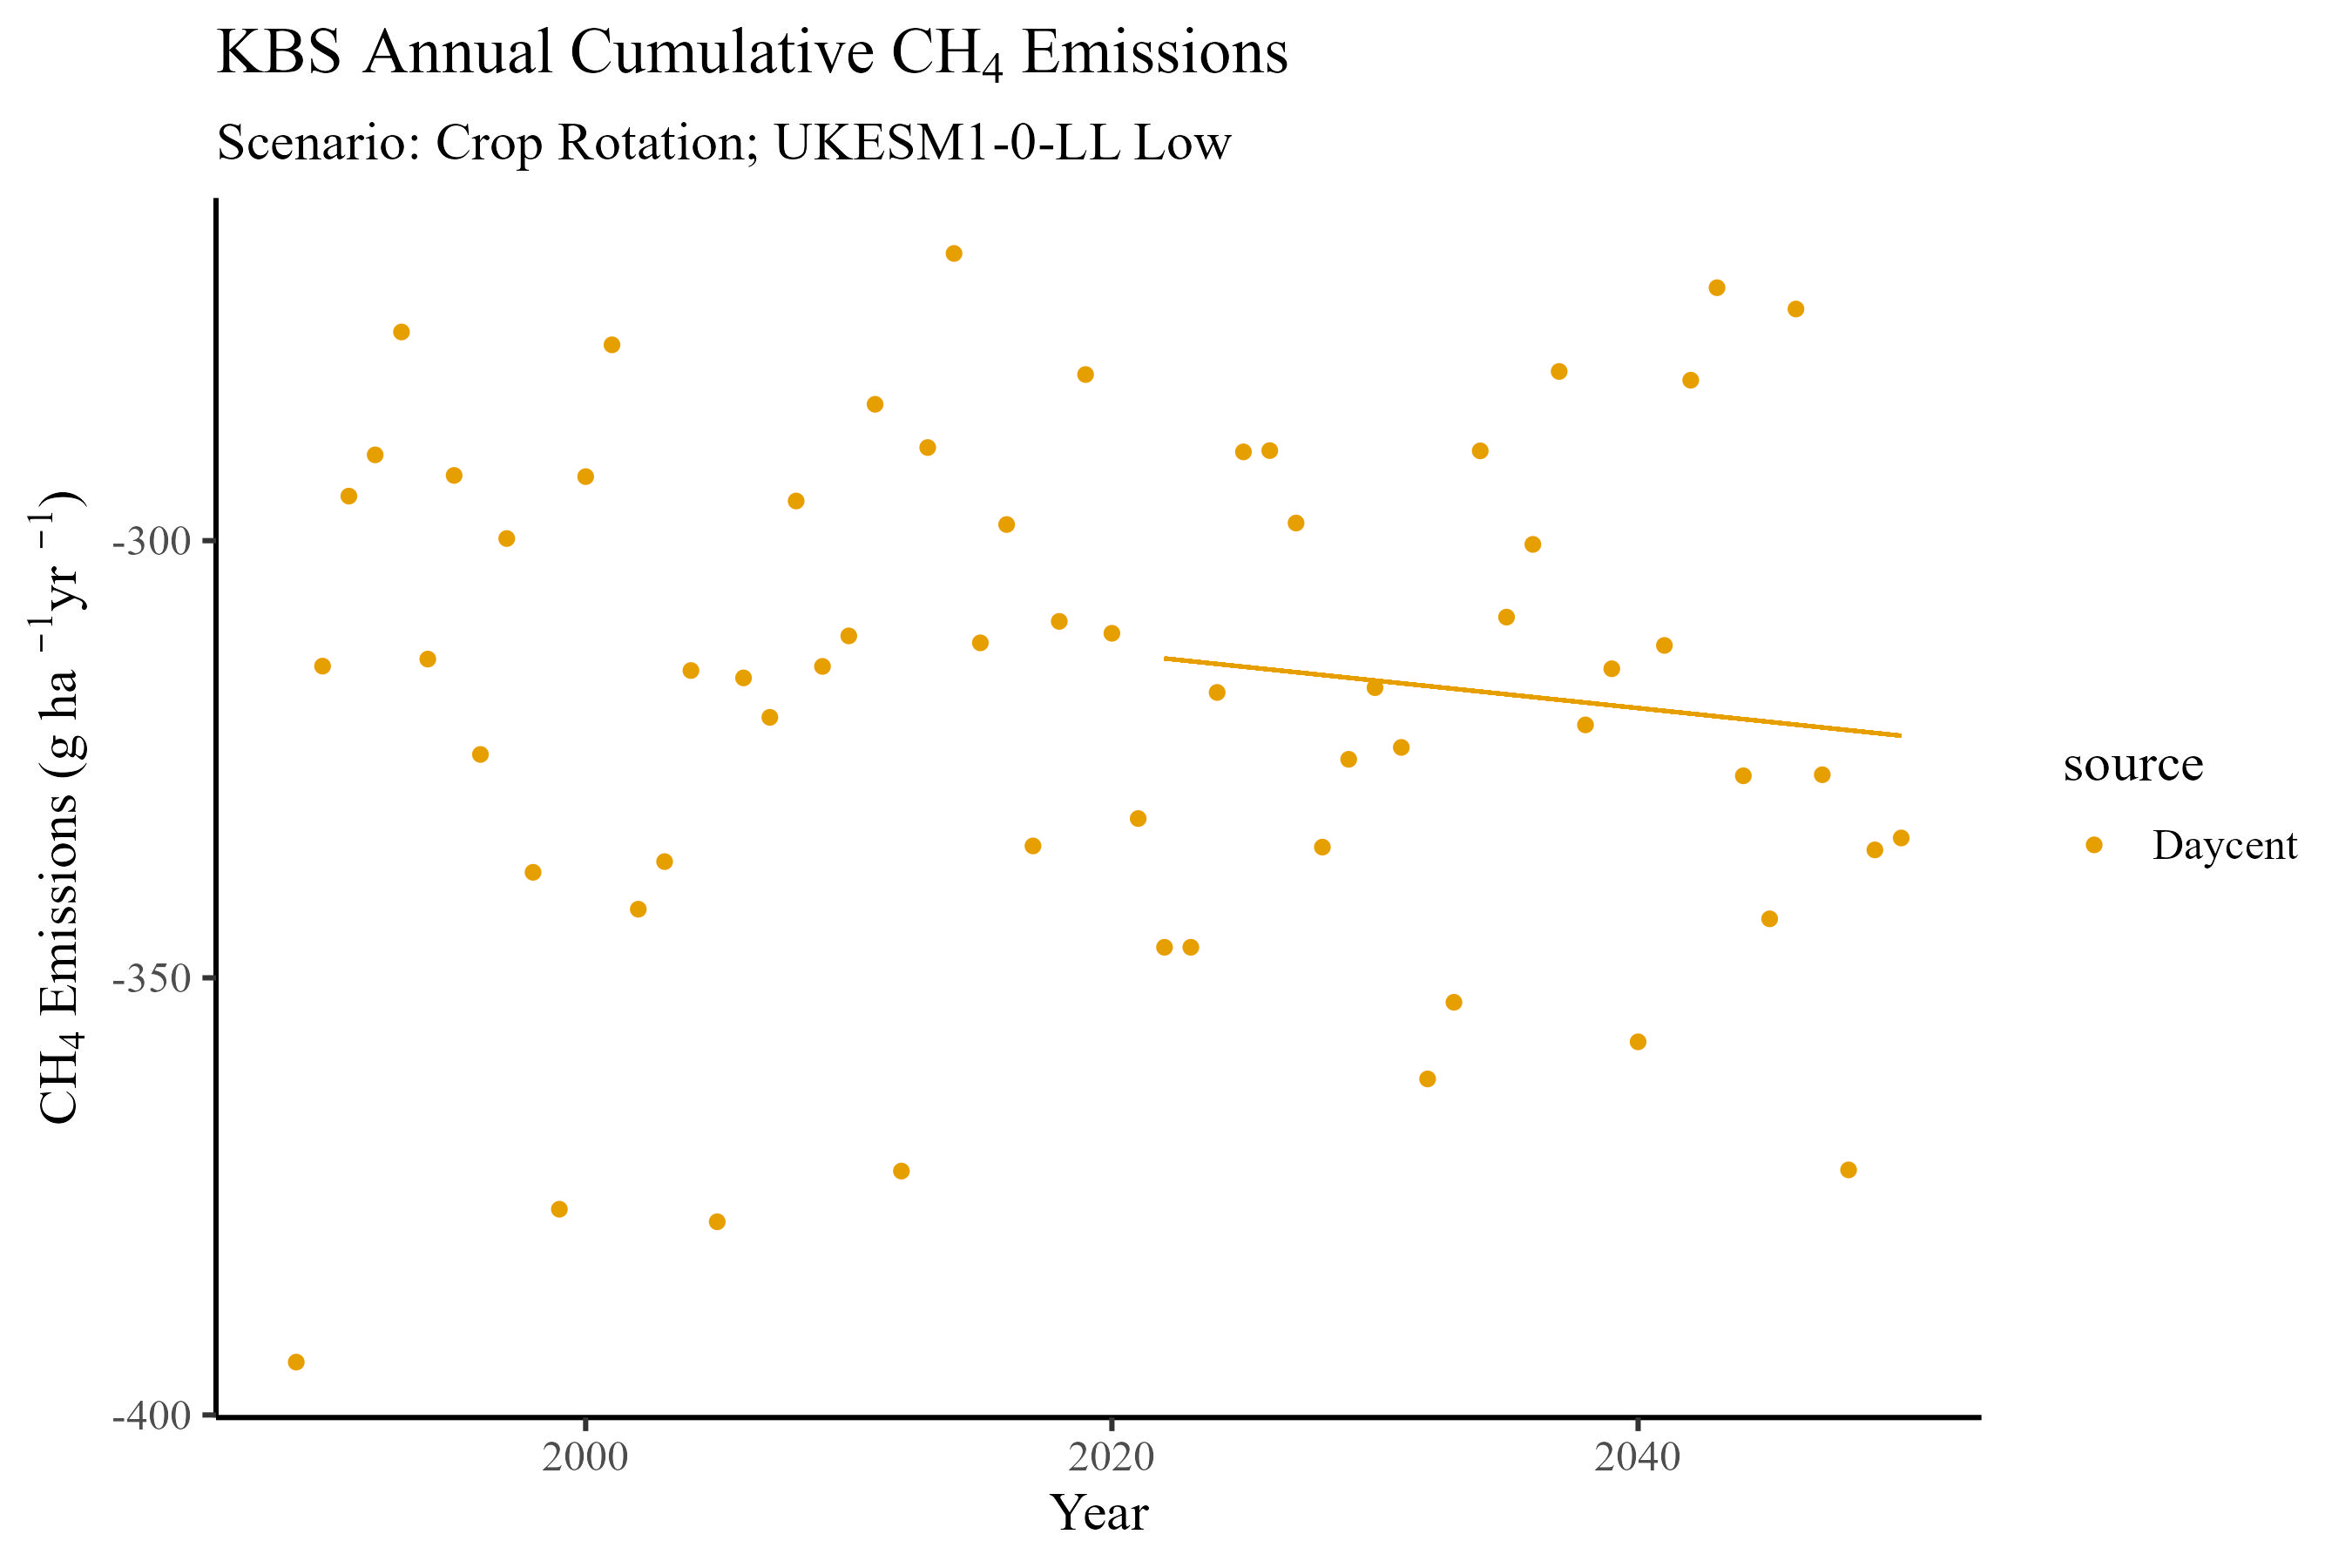 KBS Annual Cumulative CH₄ Emissions
Scenario: Crop Rotation; UKESM1-0-LL Low
CH₄ Emissions (g ha ⁻¹yr ⁻¹)
-300
-350
-400
2000 2020 2040
Year
source
Daycent